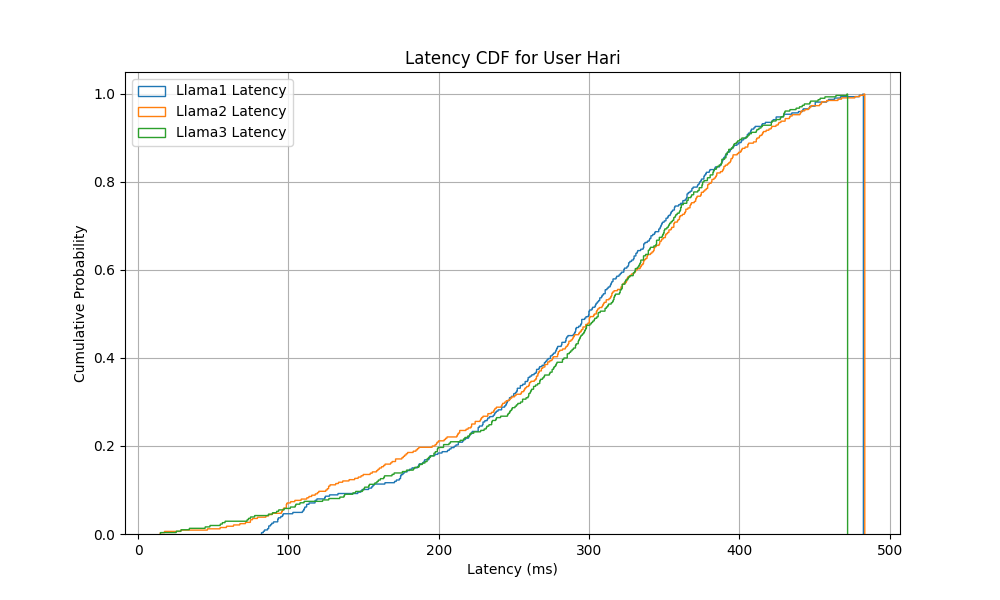 Latency CDF for User Hari
Llama1 Latency
Llama2 Latency
Llama3 Latency
Cumulative Probability
1.0
0.8
0.6
0.4
0.2
0.0
0 100 200 300 400 500
Latency (ms)